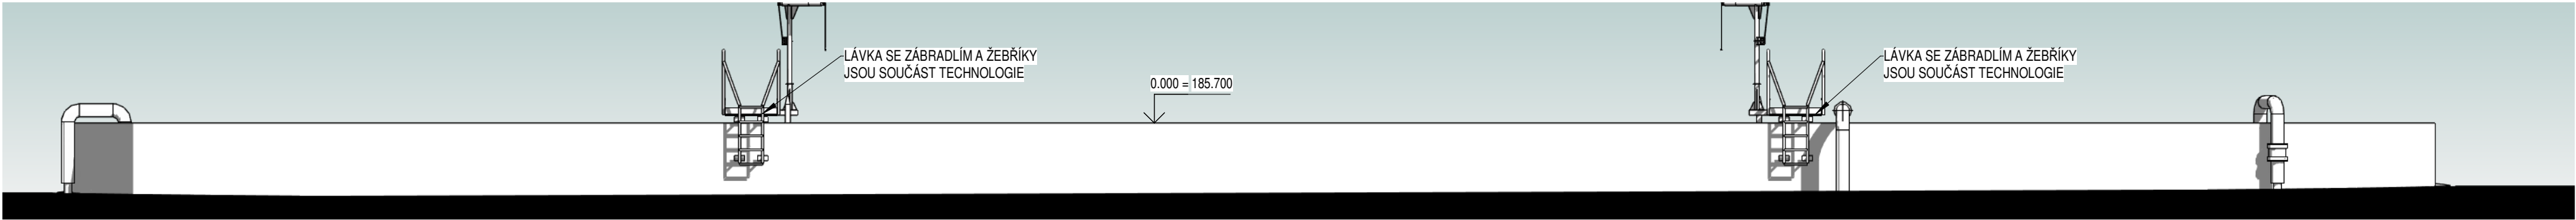 LÁVKA SE ZÁBRADLÍM A ŽEBŘÍKY
JSOU SOUČÁST TECHNOLOGIE
0.000 = 185.700
LÁVKA SE ZÁBRADLÍM A ŽEBŘÍKY
JSOU SOUČÁST TECHNOLOGIE